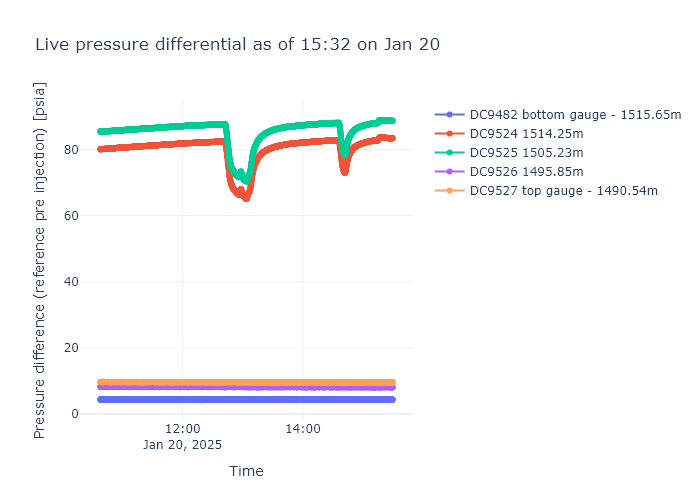 Live pressure differential as of 15:32 on Jan 20
Pressure difference (reference pre injection) [psia]
80
60
40
20
0
12:00
Jan 20, 2025
14:00
Time
DC9482 bottom gauge - 1515.65m
DC9524 1514.25m
DC9525 1505.23m
DC9526 1495.85m
DC9527 top gauge - 1490.54m